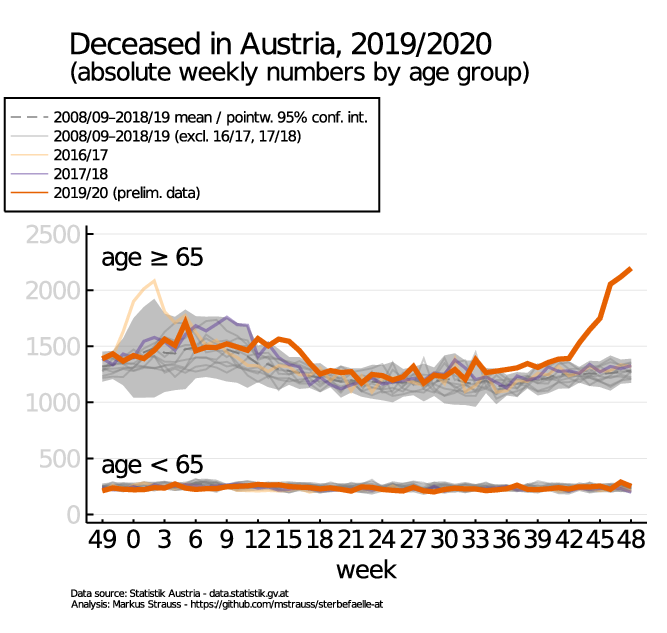 Deceased in Austria, 2019/2020
(absolute weekly numbers by age group)
2008/09–2018/19 mean / pointw. 95% conf. int.
2008/09–2018/19 (excl. 16/17, 17/18)
2016/17
2017/18
2019/20 (prelim. data)
2500
age ≥ 65
2000
1500
1000
500
age < 65
0
49 0 3 6 9 12 15 18 21 24 27 30 33 36 39 42 45 48
week
Data source: Statistik Austria - data.statistik.gv.at
Analysis: Markus Strauss - https://github.com/mstrauss/sterbefaelle-at